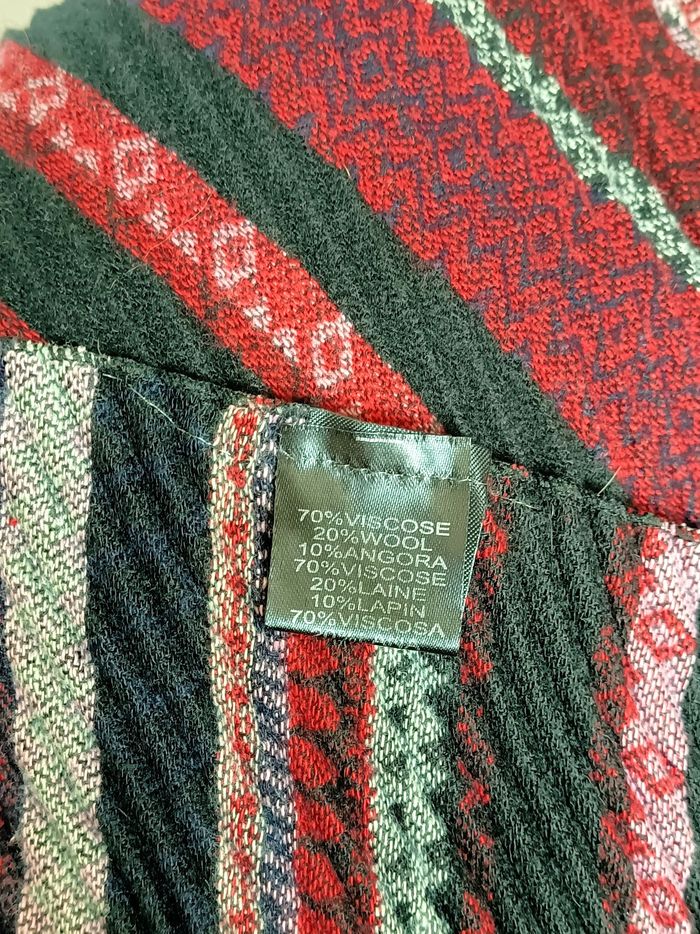 70%VISCOSE
20%WOOL
10%ANGORA
70%VISCOSE
20%LAINE
10%LAPIN
70%VISCOSA